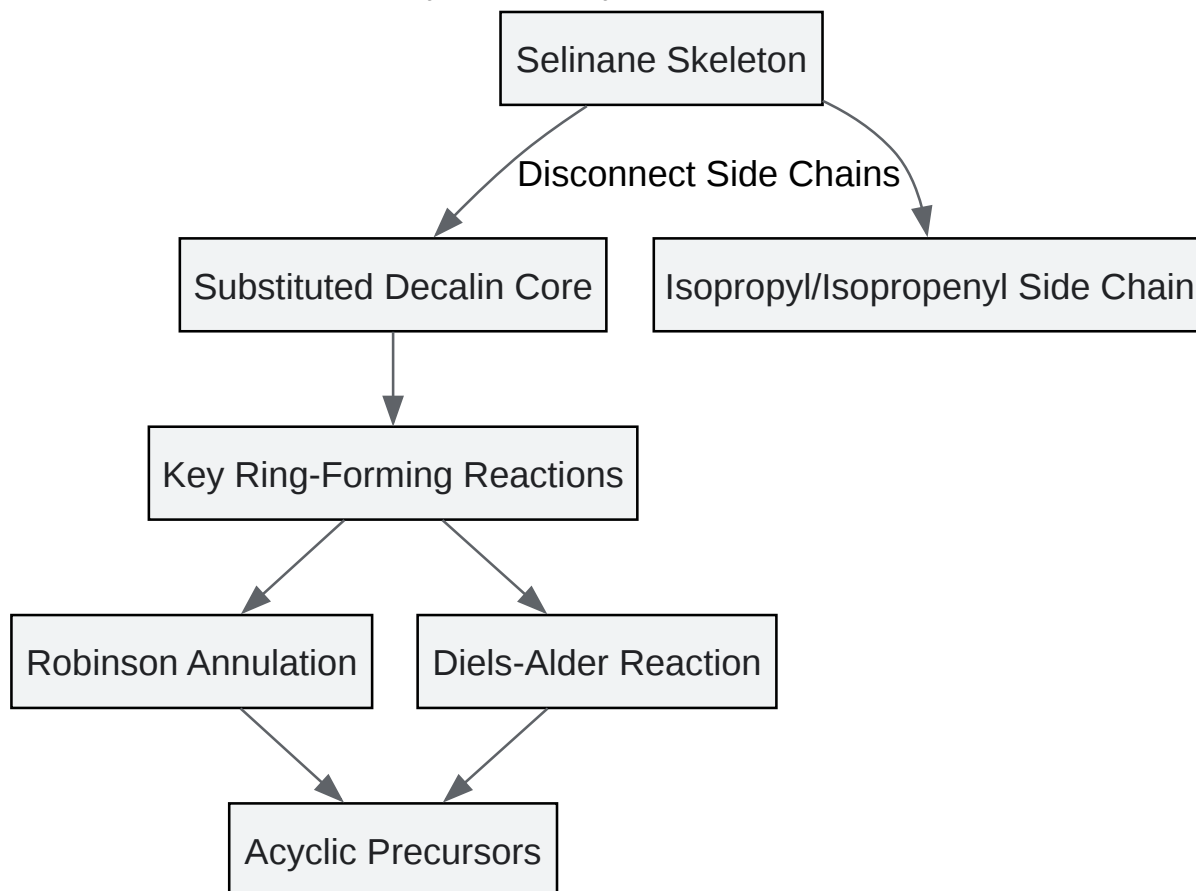 Selinane Skeleton
Disconnect Side Chains
Substituted Decalin Core
Isopropyl/Isopropenyl Side Chain
Key Ring-Forming Reactions
Robinson Annulation
Diels-Alder Reaction
Acyclic Precursors